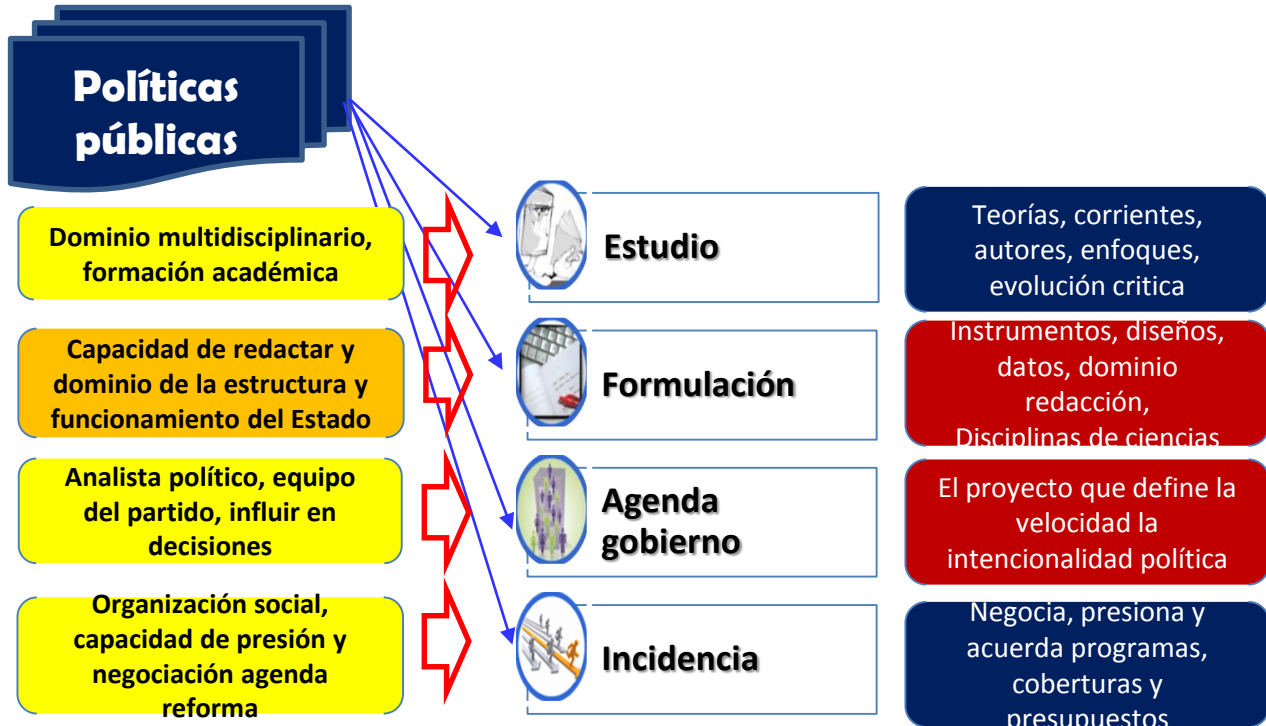 Políticas
públicas
Dominio multidisciplinario,
formación académica
Estudio
Teorías, corrientes,
autores, enfoques,
evolución critica
Capacidad de redactar y
dominio de la estructura y
funcionamiento del Estado
Formulación
Instrumentos, diseños,
datos, dominio
redacción,
Disciplinas de ciencias
Analista político, equipo
del partido, influir en
decisiones
Agenda
gobierno
El proyecto que define la
velocidad la
intencionalidad política
Organización social,
capacidad de presión y
negociación agenda
reforma
Incidencia
Negocia, presiona y
acuerda programas,
coberturas y
presupuestos